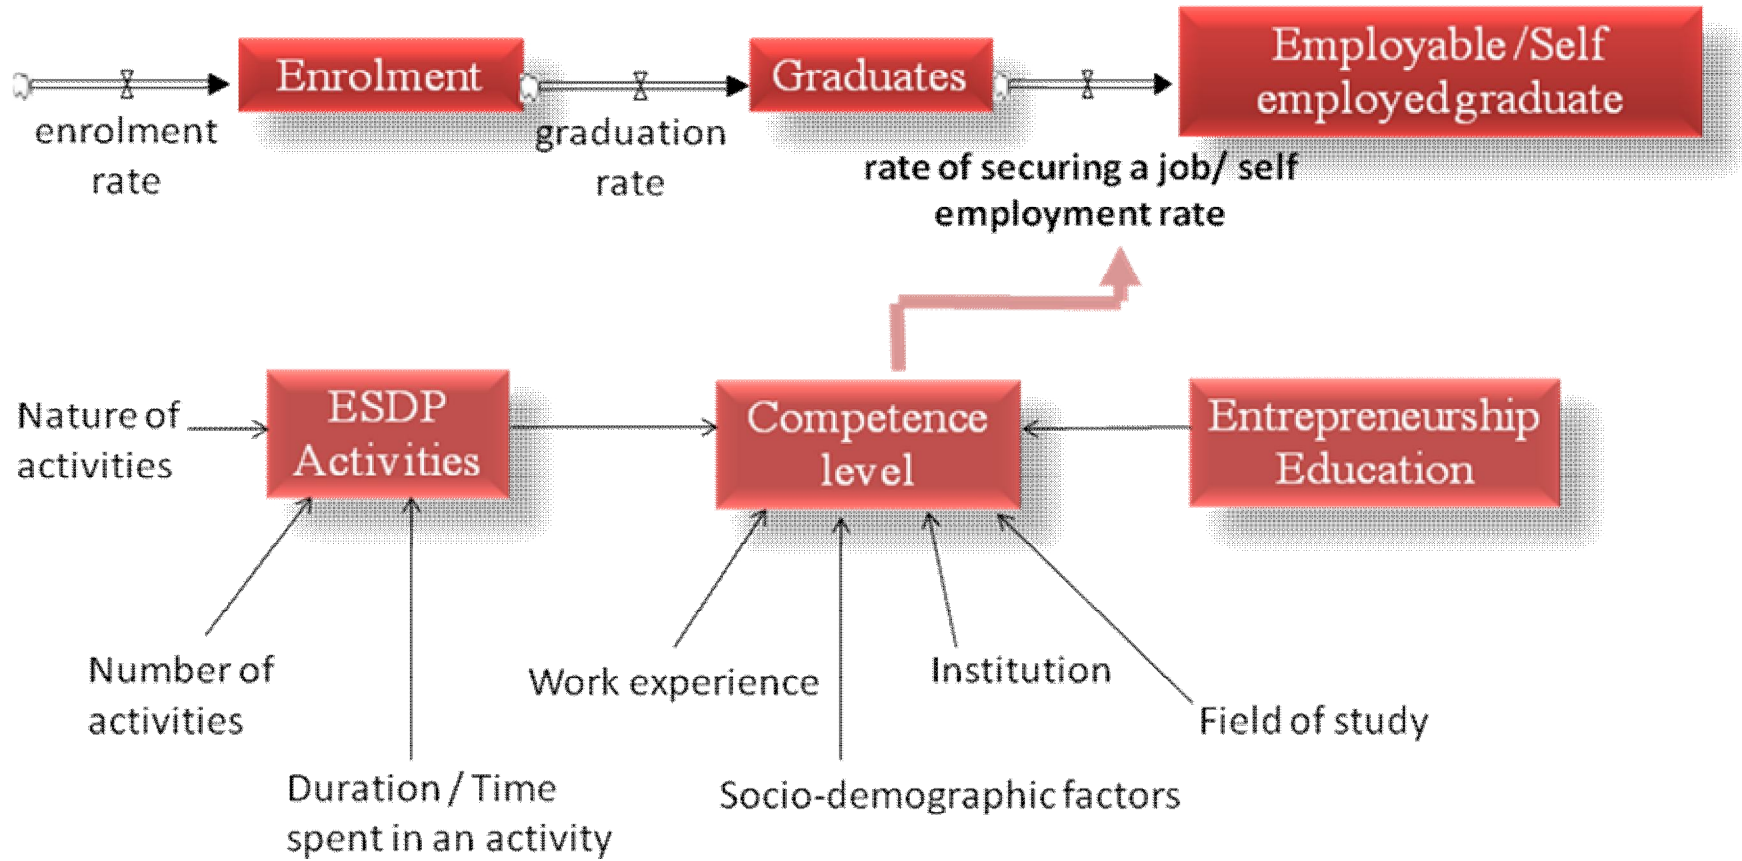 Enrolment
Graduates
Employable /Self
employed graduate
enrolment
rate
graduation
rate
rate of securing a job/ self
employment rate
Nature of
activities
ESDP
Activities
Competence
level
Entrepreneurship
Education
Number of
activities
Work experience
Institution
Field of study
Duration / Time
spent in an activity
Socio-demographic factors